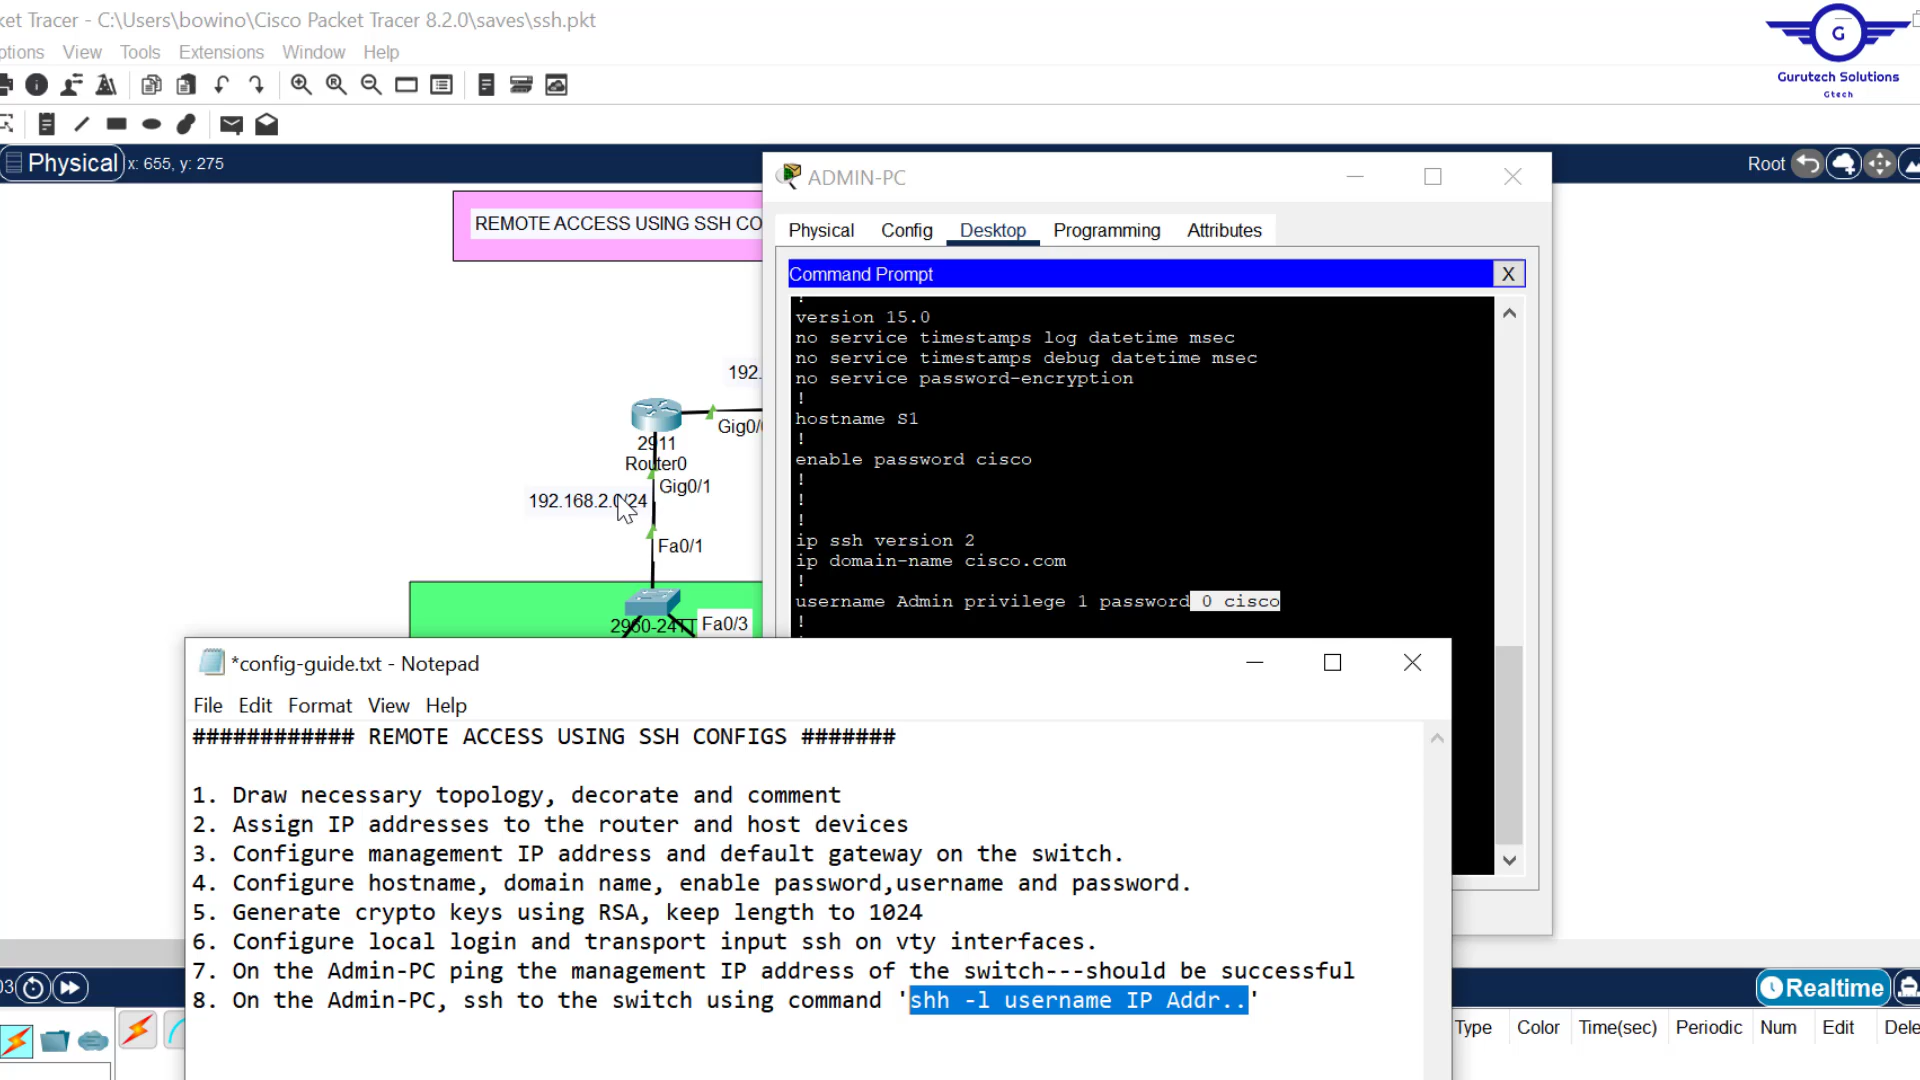 ket Tracer - C:\Users\bowino\Cisco Packet Tracer 8.2.0\saves\ssh.pkt
ptions View Tools Extensions Window Help
G
Gurutech Solutions
Gtech
Physical x: 655, y: 275
Root
ADMIN-PC
REMOTE ACCESS USING SSH CO
Physical Config Desktop Programming Attributes
Command Prompt X
!
version 15.0
no service timestamps log datetime msec
no service timestamps debug datetime msec
no service password-encryption
!
hostname S1
!
enable password cisco
!
!
!
ip ssh version 2
ip domain-name cisco.com
!
username Admin privilege 1 password 0 cisco
!
192.
Gig0/
2911
Router0
Gig0/1
192.168.2.0/24
Fa0/1
2960-24TT
Fa0/3
*config-guide.txt - Notepad
File Edit Format View Help
############ REMOTE ACCESS USING SSH CONFIGS #######
1. Draw necessary topology, decorate and comment
2. Assign IP addresses to the router and host devices
3. Configure management IP address and default gateway on the switch.
4. Configure hostname, domain name, enable password,username and password.
5. Generate crypto keys using RSA, keep length to 1024
6. Configure local login and transport input ssh on vty interfaces.
7. On the Admin-PC ping the management IP address of the switch---should be successful
8. On the Admin-PC, ssh to the switch using command 'shh -l username IP Addr..'
03
Realtime
Type Color Time(sec) Periodic Num Edit Dele